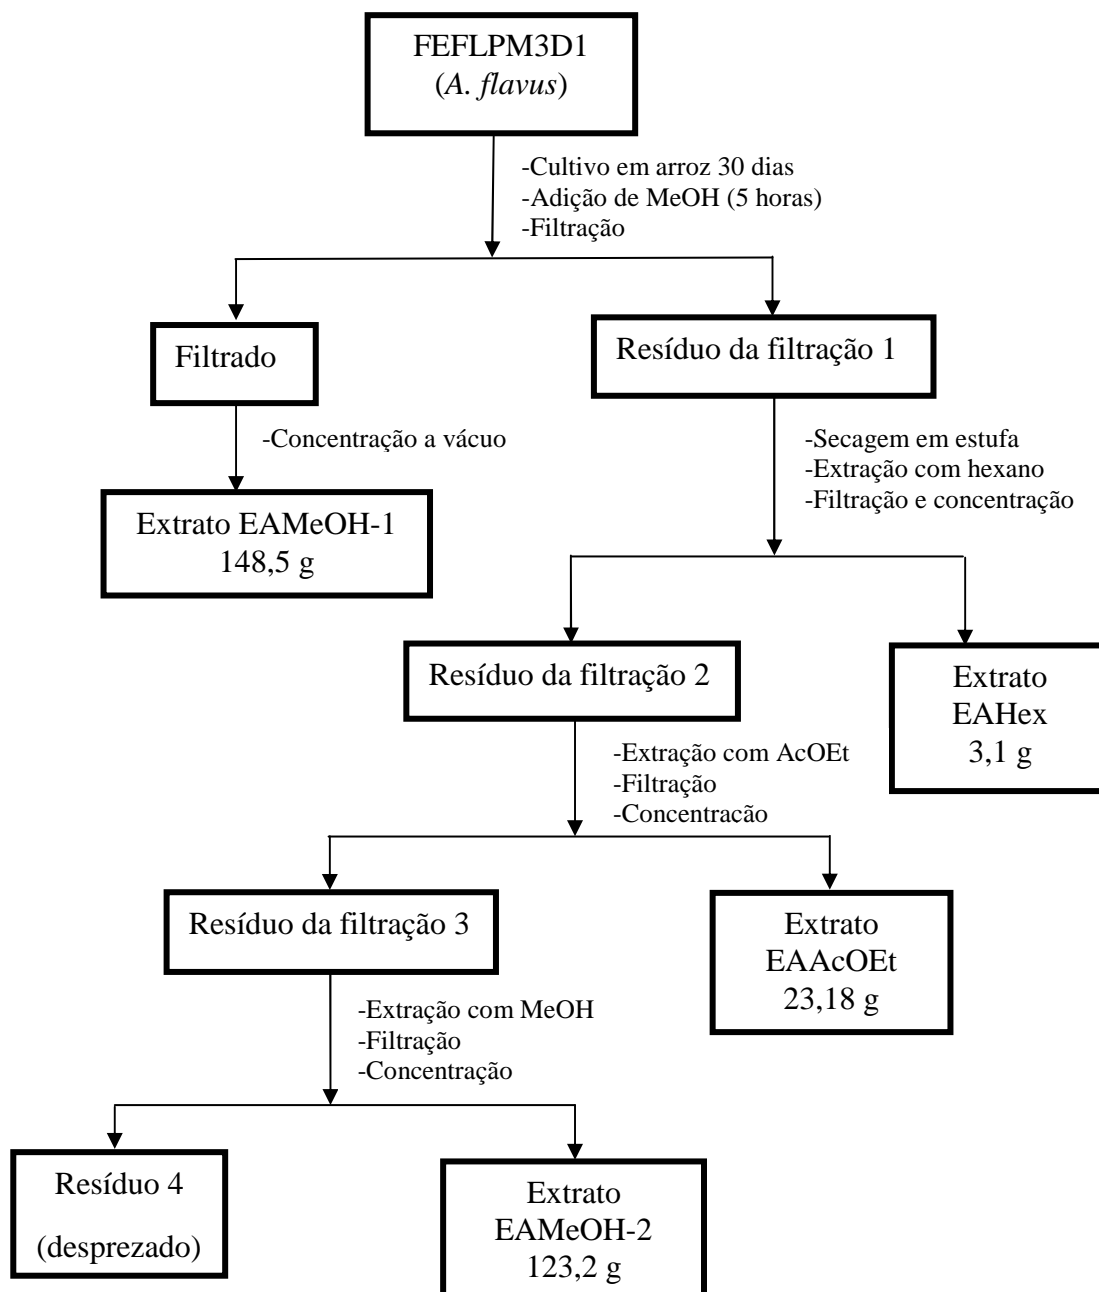 FEFLPM3D1
(A. flavus)
-Cultivo em arroz 30 dias
-Adição de MeOH (5 horas)
-Filtração
Filtrado
Resíduo da filtração 1
-Concentração a vácuo
-Secagem em estufa
-Extração com hexano
-Filtração e concentração
Extrato EAMeOH-1
148,5 g
Resíduo da filtração 2
Extrato
EAHex
3,1 g
-Extração com AcOEt
-Filtração
-Concentracão
Resíduo da filtração 3
Extrato
EAAcOEt
23,18 g
-Extração com MeOH
-Filtração
-Concentração
Resíduo 4
(desprezado)
Extrato
EAMeOH-2
123,2 g